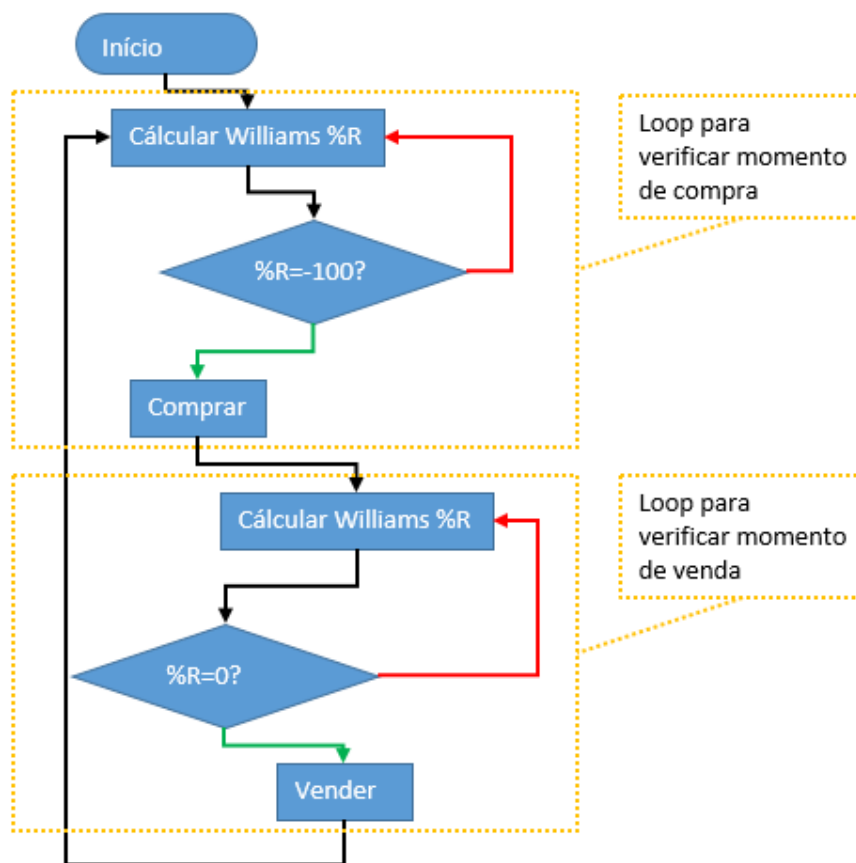 Início
Cálcular Williams %R
Loop para
verificar momento
de compra
%R=-100?
Comprar
Cálcular Williams %R
Loop para
verificar momento
de venda
%R=0?
Vender